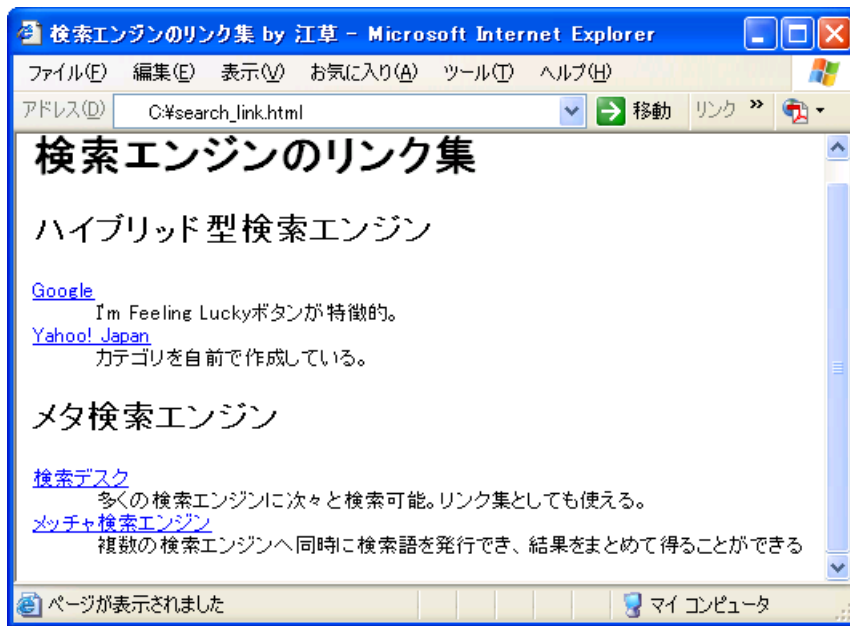 検索エンジンのリンク集 by 江草 - Microsoft Internet Explorer
ファイル(F) 編集(E) 表示(V) お気に入り(A) ツール(T) ヘルプ(H)
アドレス(D) C:¥search_link.html 移動 リンク »
検索エンジンのリンク集
ハイブリッド型検索エンジン
Google
I'm Feeling Luckyボタンが特徴的。
Yahoo! Japan
カテゴリを自前で作成している。
メタ検索エンジン
検索デスク
多くの検索エンジンに次々と検索可能。リンク集としても使える。
メッチャ検索エンジン
複数の検索エンジンへ同時に検索語を発行でき、結果をまとめて得ることができる
ページが表示されました マイ コンピュータ